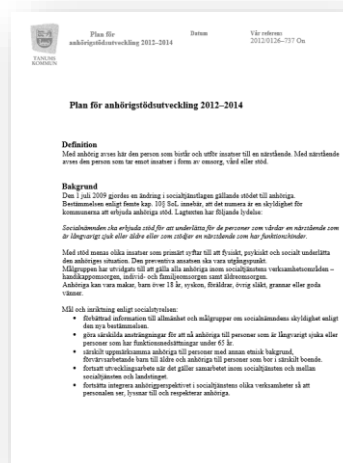 Plan för
anhörigstödsutveckling 2012–2014
Datum
Vår referens
2012/0126–737 On
TANUMS
KOMMUN
Plan för anhörigstödsutveckling 2012–2014
Definition
Med anhörig avses här den person som bistår och utför insatser till en närstående. Med närstående
avses den person som tar emot insatser i form av omsorg, vård eller stöd.
Bakgrund
Den 1 juli 2009 gjordes en ändring i socialtjänstlagen gällande stödet till anhöriga.
Bestämmelsen enligt femte kap. 10§ SoL innebär, att det numera är en skyldighet för
kommunerna att erbjuda anhöriga stöd. Lagtexten har följande lydelse:
Socialnämnden ska erbjuda stöd för att underlätta för de personer som vårdar en närstående som
är långvarigt sjuk eller äldre eller som stödjer en närstående som har funktionshinder.
Med stöd menas olika insatser som primärt syftar till att fysiskt, psykiskt och socialt underlätta
den anhöriges situation. Den preventiva ansatsen ska vara utgångspunkt.
Målgruppen har utvidgats till att gälla alla anhöriga inom socialtjänstens verksamhetsområden –
handikappomsorgen, individ- och familjeomsorgen samt äldreomsorgen.
Anhöriga kan vara makar, barn över 18 år, syskon, föräldrar, övrig släkt, grannar eller goda
vänner.
Mål och inriktning enligt socialstyrelsen:
• förbättrad information till allmänhet och målgrupper om socialnämndens skyldighet enligt
den nya bestämmelsen.
• göra särskilda ansträngningar för att nå anhöriga till personer som är långvarigt sjuka eller
personer som har funktionsnedsättningar under 65 år.
• särskilt uppmärksamma anhöriga till personer med annan etnisk bakgrund,
förvärvsarbetande barn till äldre och anhöriga till personer som bor i särskilt boende.
• fortsatt utvecklingsarbete när det gäller samarbetet inom socialtjänsten och mellan
socialtjänsten och landstinget.
• fortsätta integrera anhörigperspektivet i socialtjänstens olika verksamheter så att
personalen ser, lyssnar till och respekterar anhöriga.